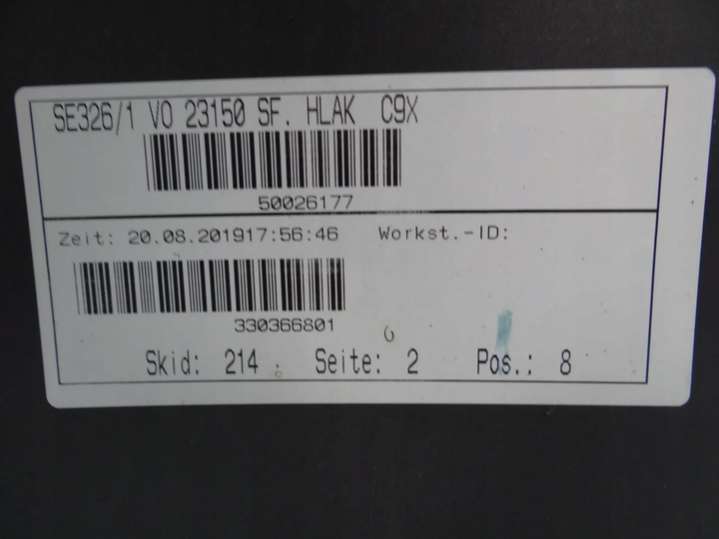 SE326/1 VO 23150 SF. HLAK C9X
50026177
Zeit: 20.08.201917:56:46 Workst.-ID:
330366801
Skid: 214 Seite: 2 Pos.: 8